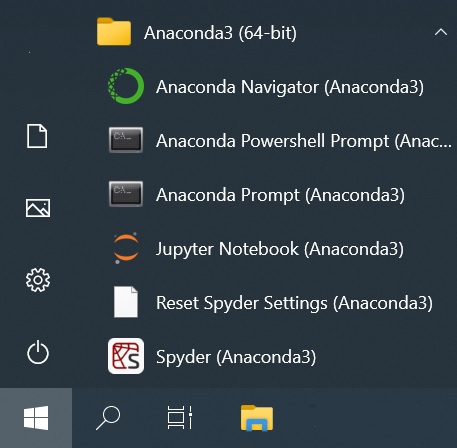 Anaconda3 (64-bit)
Anaconda Navigator (Anaconda3)
Anaconda Powershell Prompt (Anac...
Anaconda Prompt (Anaconda3)
Jupyter Notebook (Anaconda3)
Reset Spyder Settings (Anaconda3)
Spyder (Anaconda3)